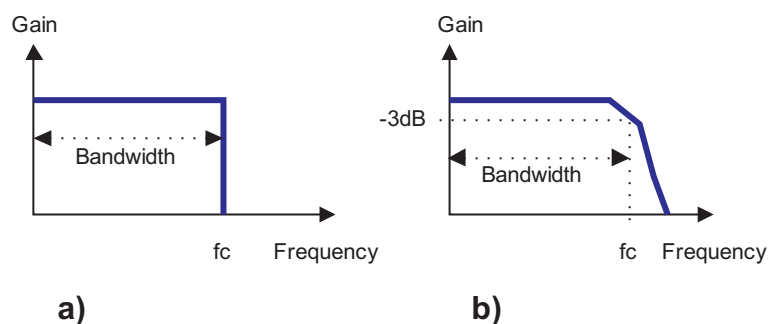 Gain
Gain
-3dB
Bandwidth
Bandwidth
fc Frequency
fc Frequency
a)
b)